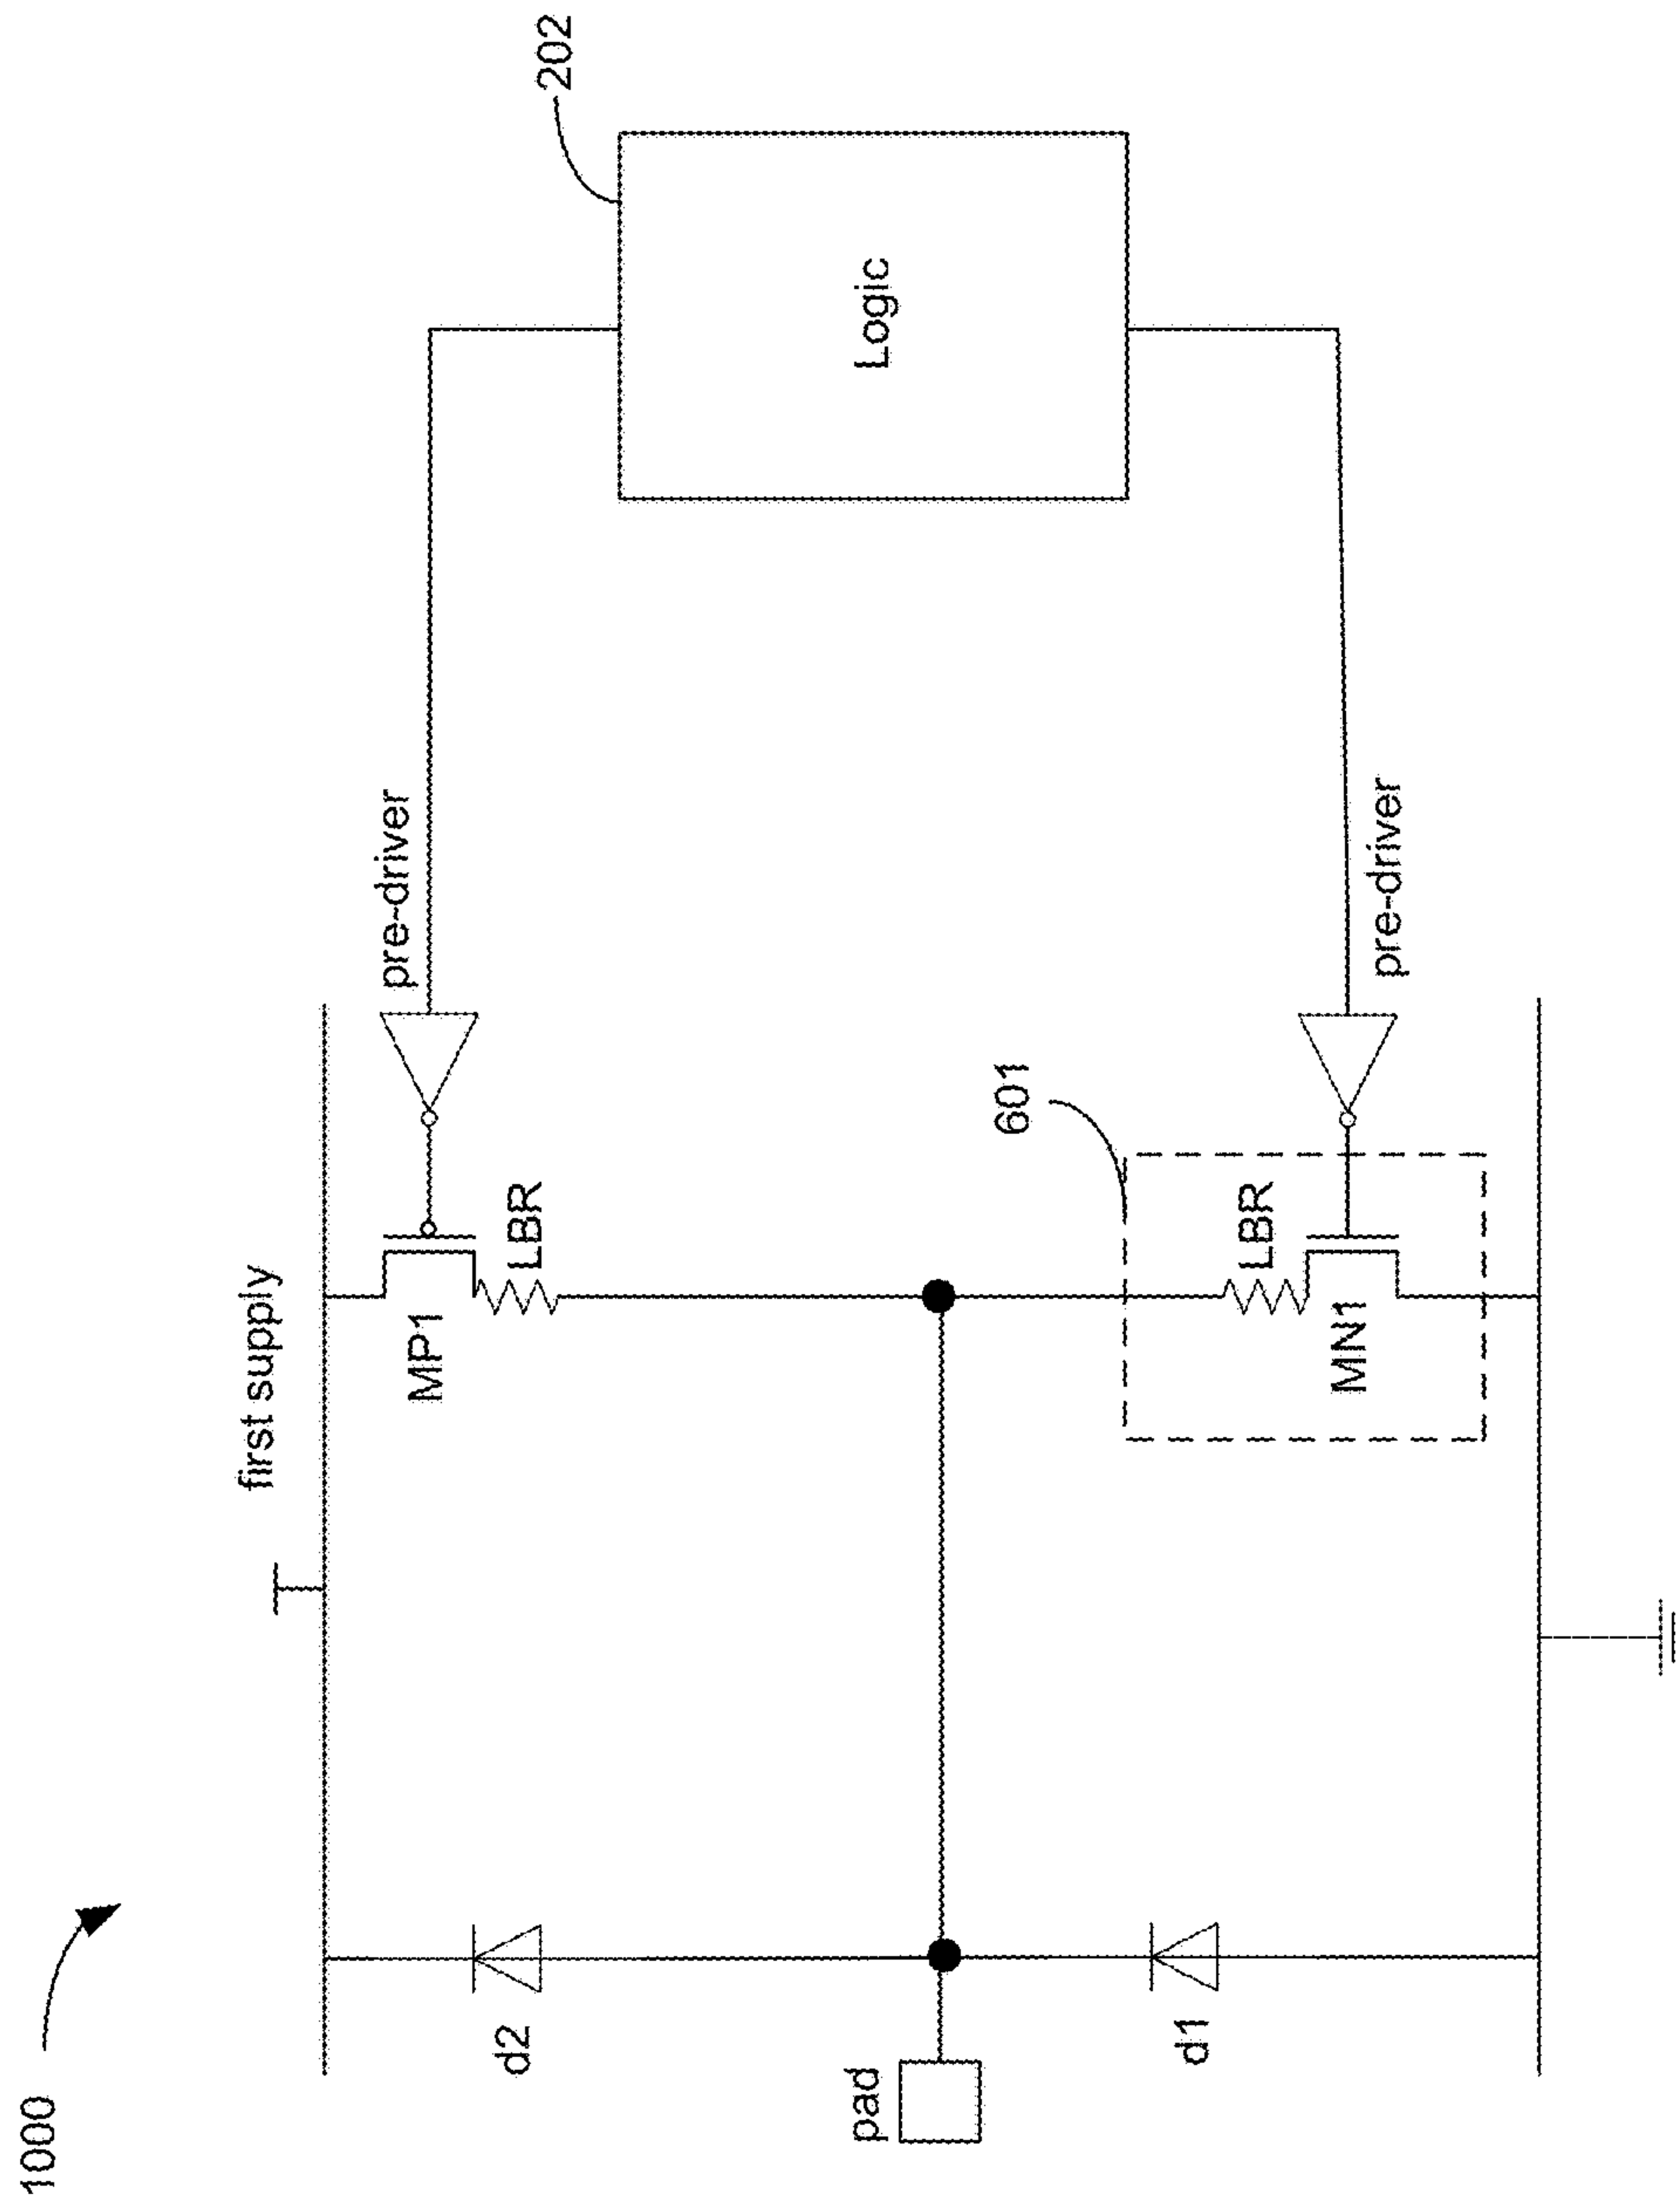 1000
first supply
pre-driver
202
MP1
LBR
d2
pad
Logic
601
LBR
MN1
pre-driver
d1